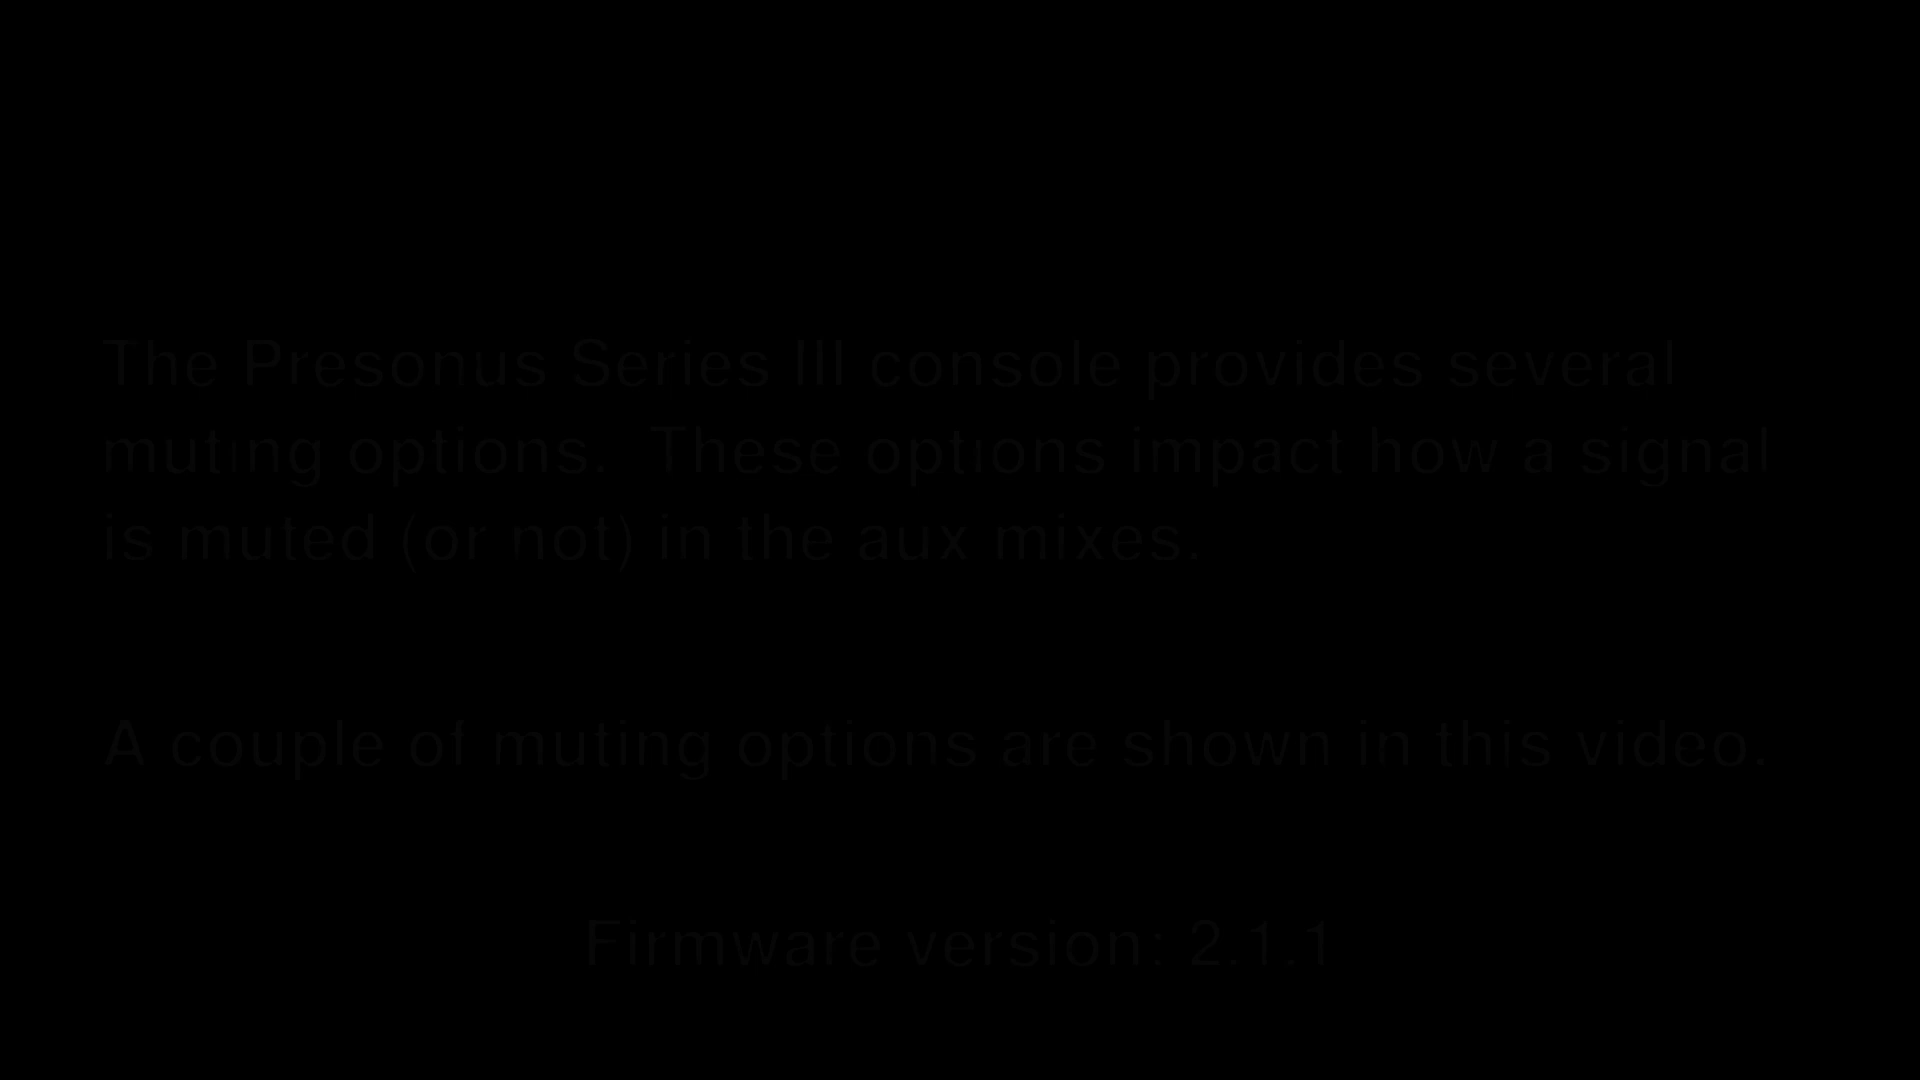 The Presonus Series III console provides several
muting options.  These options impact how a signal
is muted (or not) in the aux mixes.
A couple of muting options are shown in this video.
Firmware version: 2.1.1